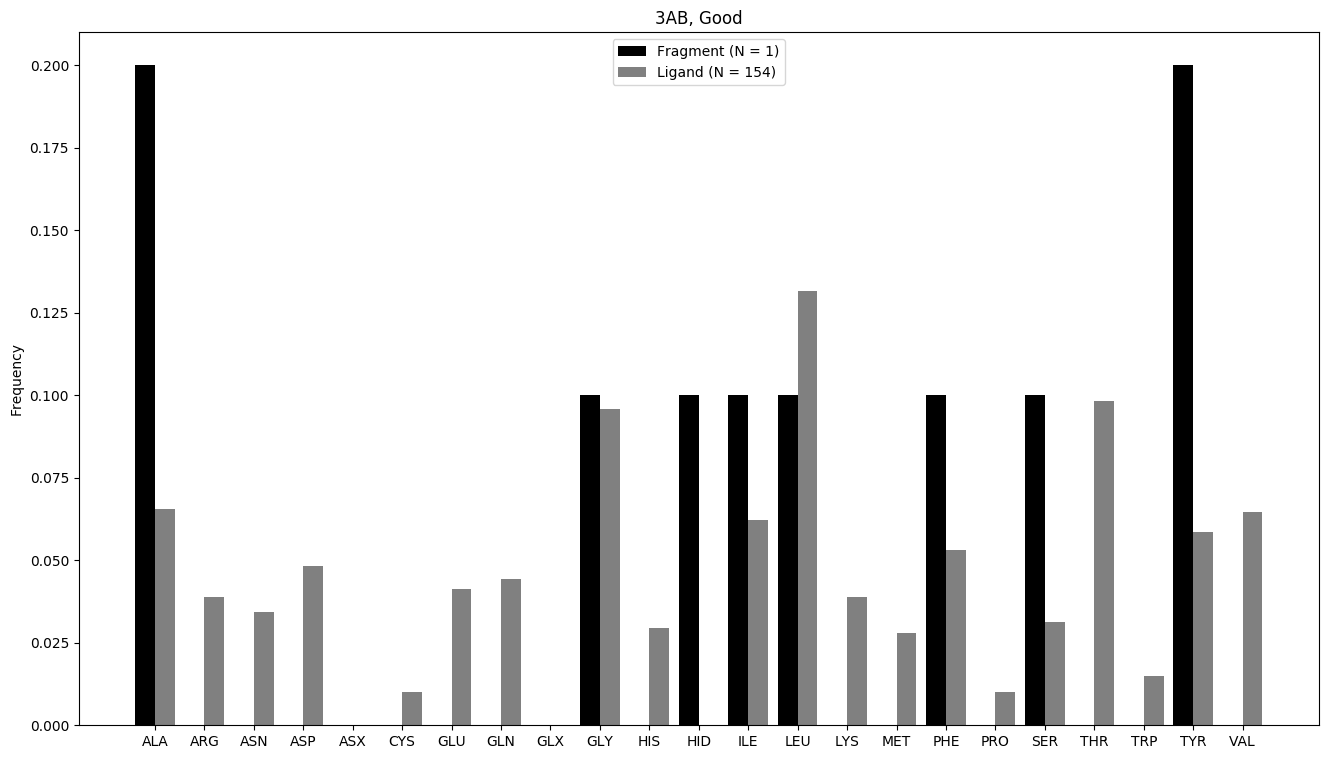 3AB, Good
Fragment (N = 1)
Ligand (N = 154)
Frequency
0.200
0.175
0.150
0.125
0.100
0.075
0.050
0.025
0.000
ALA ARG ASN ASP ASX CYS GLU GLN GLX GLY HIS HID ILE LEU LYS MET PHE PRO SER THR TRP TYR VAL